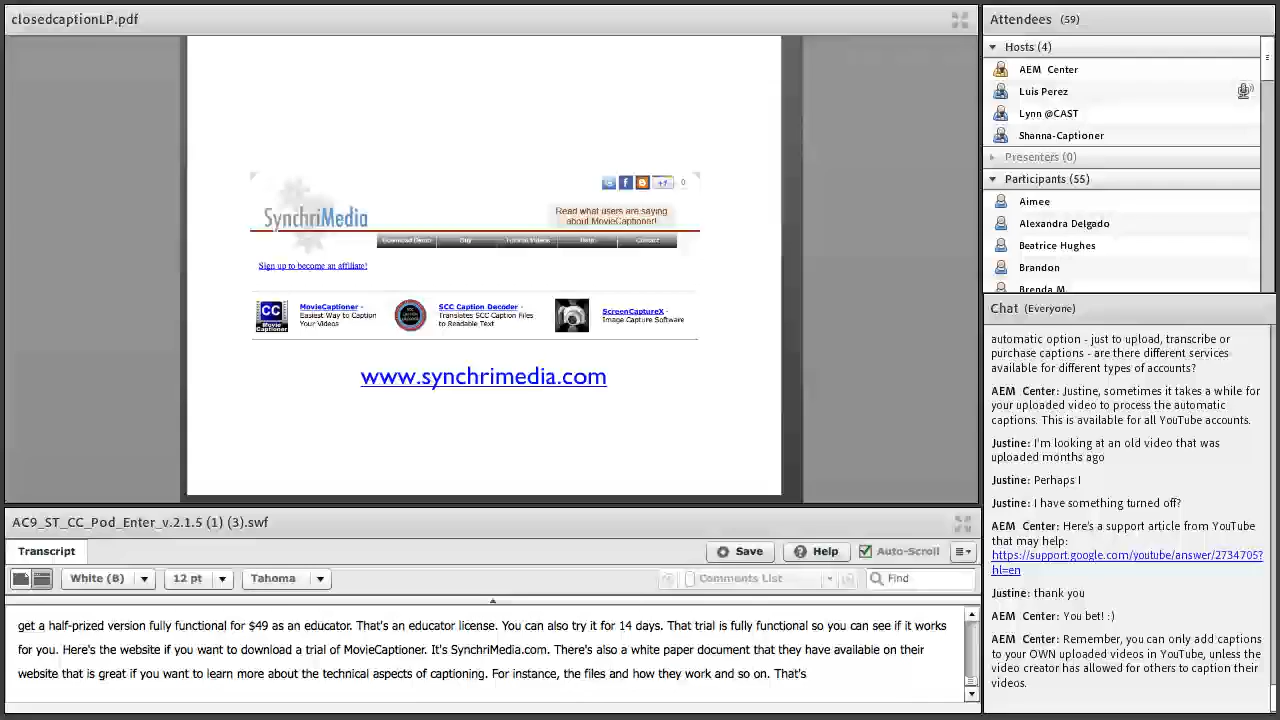 closedcaptionLP.pdf
SynchriMedia
+1
0
Read what users are saying
about MovieCaptioner!
Download Demo
Buy
Tutorial Videos
Help
Contact
Sign up to become an affiliate!
CC
Movie
Captioner
MovieCaptioner -
Easiest Way to Caption
Your Videos
SCC Caption Decoder -
Translates SCC Caption Files
to Readable Text
ScreenCaptureX -
Image Capture Software
www.synchrimedia.com
AC9_ST_CC_Pod_Enter_v.2.1.5 (1) (3).swf
Transcript
Save
Help
Auto-Scroll
White (B)
12 pt
Tahoma
Comments List
Find
get a half-prized version fully functional for $49 as an educator. That's an educator license. You can also try it for 14 days. That trial is fully functional so you can see if it works
for you. Here's the website if you want to download a trial of MovieCaptioner. It's SynchriMedia.com. There's also a white paper document that they have available on their
website that is great if you want to learn more about the technical aspects of captioning. For instance, the files and how they work and so on. That's
Attendees (59)
Hosts (4)
AEM Center
Luis Perez
Lynn @CAST
Shanna-Captioner
Presenters (0)
Participants (55)
Aimee
Alexandra Delgado
Beatrice Hughes
Brandon
Brenda M.
Chat (Everyone)
automatic option - just to upload, transcribe or
purchase captions - are there different services
available for different types of accounts?
AEM Center: Justine, sometimes it takes a while for
your uploaded video to process the automatic
captions. This is available for all YouTube accounts.
Justine: I'm looking at an old video that was
uploaded months ago
Justine: Perhaps I
Justine: I have something turned off?
AEM Center: Here's a support article from YouTube
that may help:
https://support.google.com/youtube/answer/2734705?
hl=en
Justine: thank you
AEM Center: You bet! :)
AEM Center: Remember, you can only add captions
to your OWN uploaded videos in YouTube, unless the
video creator has allowed for others to caption their
videos.